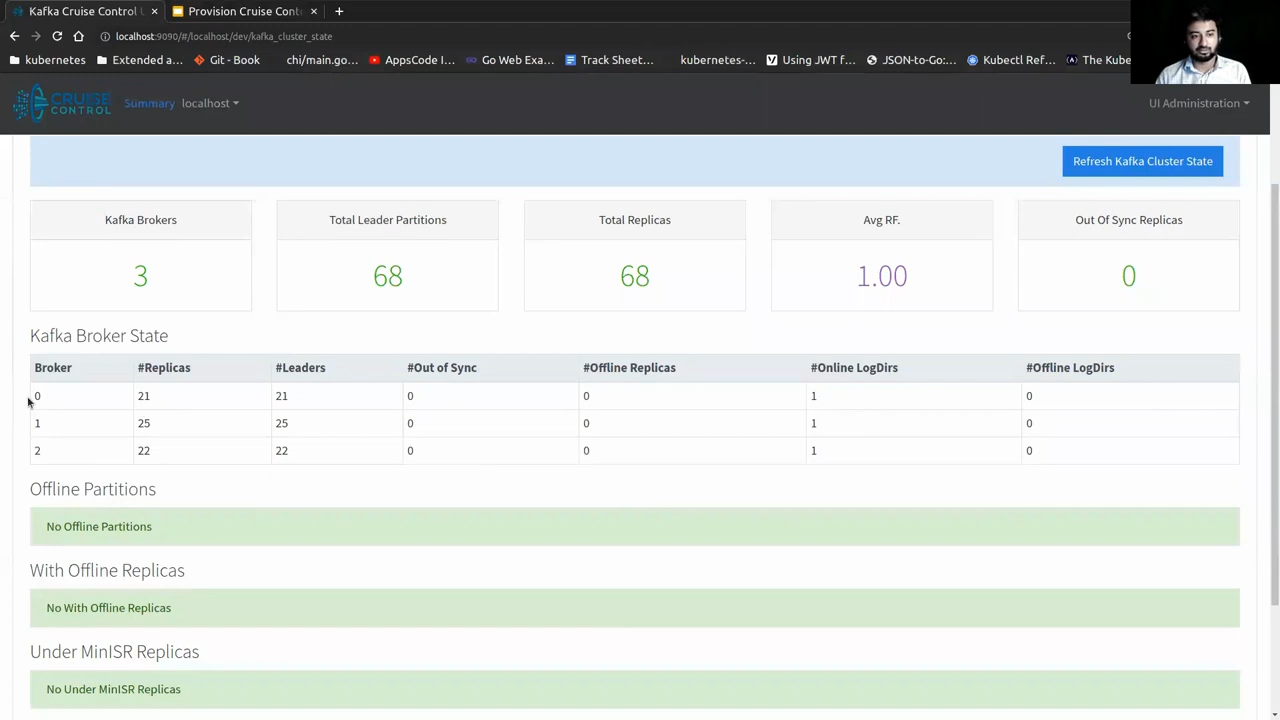 Kafka Cruise Control U
Provision Cruise Cont
localhost:9090/#/localhost/dev/kafka_cluster_state
kubernetes
Extended a...
Git - Book
chi/main.go...
AppsCode I...
Go Web Exa...
Track Sheet...
kubernetes-...
Using JWT f...
JSON-to-Go:...
Kubectl Ref...
The Kube
CRUISE
CONTROL
Summary
localhost
UI Administration
Refresh Kafka Cluster State
Kafka Brokers
Total Leader Partitions
Total Replicas
Avg RF.
Out Of Sync Replicas
3
68
68
1.00
0
Kafka Broker State
Broker #Replicas #Leaders #Out of Sync #Offline Replicas #Online LogDirs #Offline LogDirs
0 21 21 0 0 1 0
1 25 25 0 0 1 0
2 22 22 0 0 1 0
Offline Partitions
No Offline Partitions
With Offline Replicas
No With Offline Replicas
Under MinISR Replicas
No Under MinISR Replicas